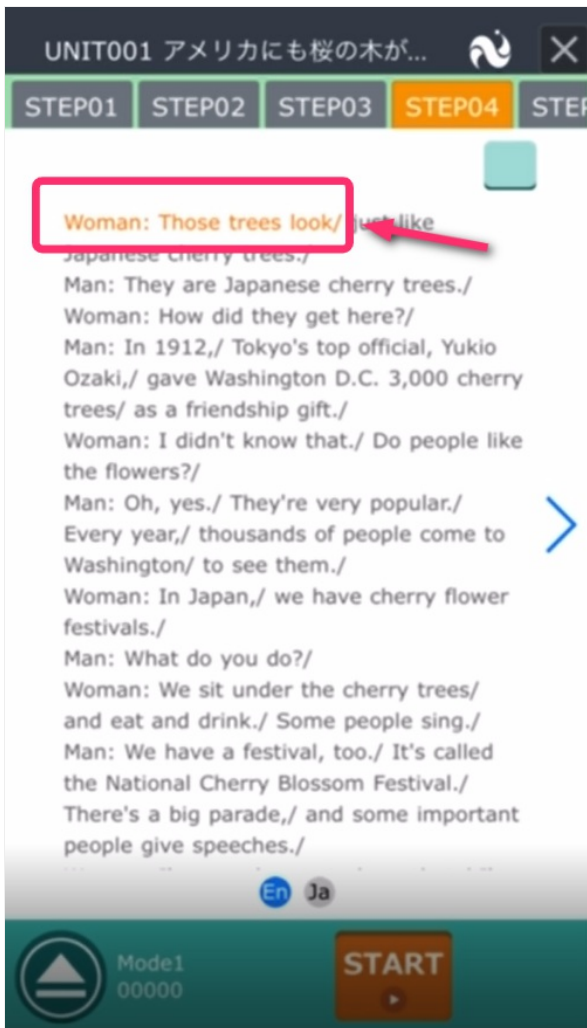 UNIT001 アメリカにも桜の木が...
STEP01 STEP02 STEP03 STEP04 STEP
Woman: Those trees look/ just like
Japanese cherry trees./
Man: They are Japanese cherry trees./
Woman: How did they get here?/
Man: In 1912,/ Tokyo's top official, Yukio
Ozaki,/ gave Washington D.C. 3,000 cherry
trees/ as a friendship gift./
Woman: I didn't know that./ Do people like
the flowers?/
Man: Oh, yes./ They're very popular./
Every year,/ thousands of people come to
Washington/ to see them./
Woman: In Japan,/ we have cherry flower
festivals./
Man: What do you do?/
Woman: We sit under the cherry trees/
and eat and drink./ Some people sing./
Man: We have a festival, too./ It's called
the National Cherry Blossom Festival./
There's a big parade,/ and some important
people give speeches./
En Ja
Mode1
00000
START